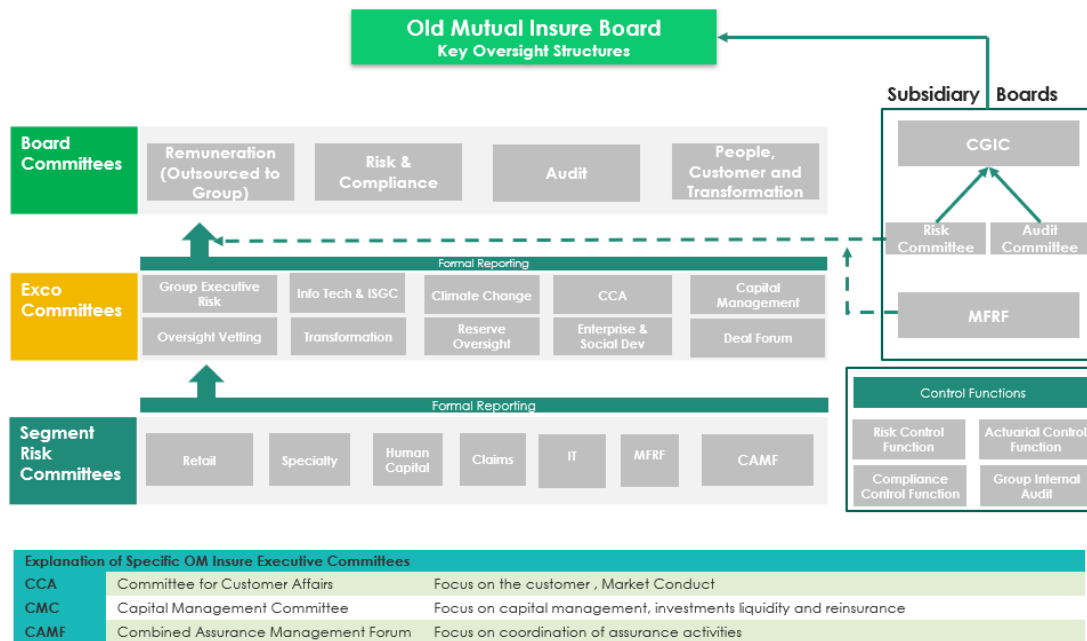 Old Mutual Insure Board
Key Oversight Structures
Subsidiary Boards
Board
Committees
Remuneration
(Outsourced to
Group)
Risk &
Compliance
Audit
People,
Customer and
Transformation
CGIC
Risk
Committee
Audit
Committee
MFRF
Formal Reporting
Exco
Committees
Group Executive
Risk
Info Tech & ISGC
Climate Change
CCA
Capital
Management
Oversight Vetting
Transformation
Reserve
Oversight
Enterprise &
Social Dev
Deal Forum
Formal Reporting
Segment
Risk
Committees
Retail
Specialty
Human
Capital
Claims
IT
MFRF
CAMF
Control Functions
Risk Control
Function
Actuarial Control
Function
Compliance
Control Function
Group Internal
Audit
Explanation of Specific OM Insure Executive Committees
CCA Committee for Customer Affairs Focus on the customer , Market Conduct
CMC Capital Management Committee Focus on capital management, investments liquidity and reinsurance
CAMF Combined Assurance Management Forum Focus on coordination of assurance activities